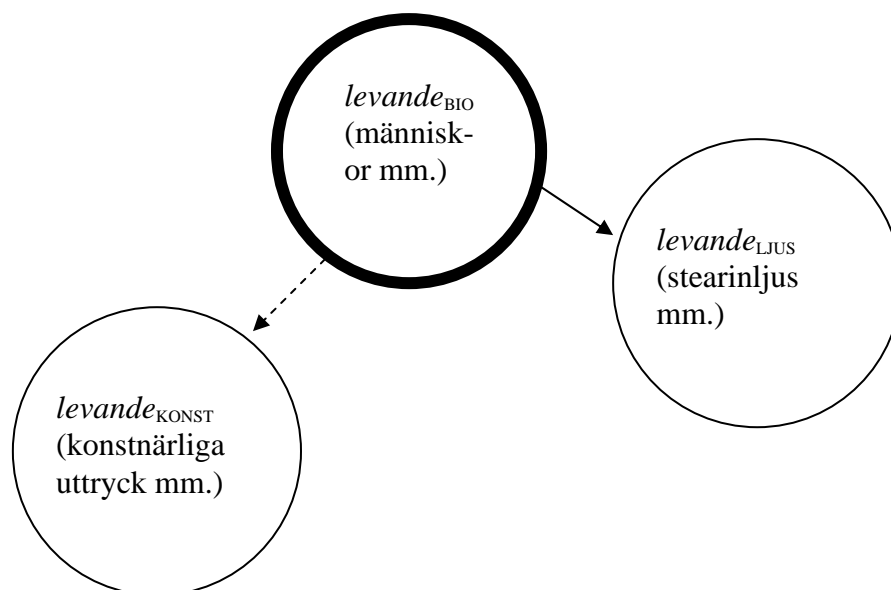 levandeBIO
(människ-
or mm.)
levandeLJUS
(stearinljus
mm.)
levandeKONST
(konstnärliga
uttryck mm.)